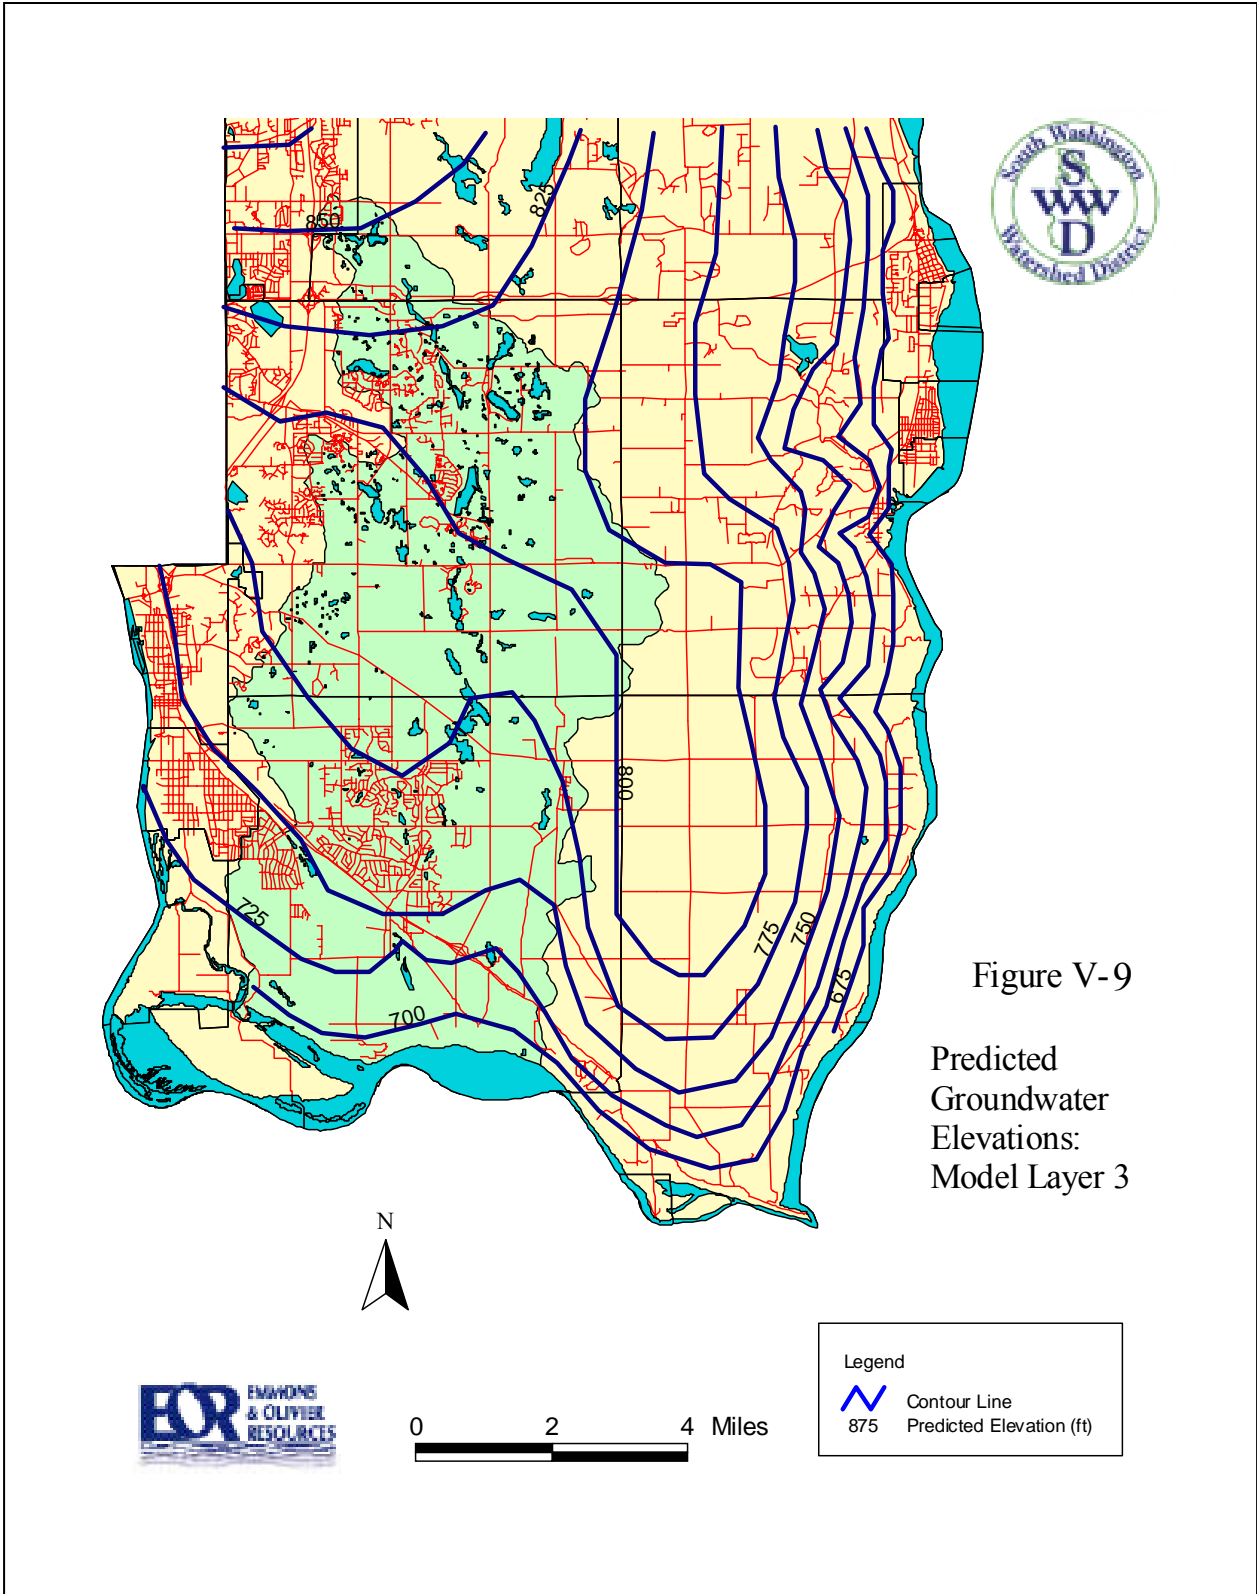 South Washington
S
WWW
D
Watershed District
850
825
800
725
700
775
750
675
Figure V-9
Predicted
Groundwater
Elevations:
Model Layer 3
N
EOR
EMMONS
& OLIVIER
RESOURCES
0 2 4 Miles
Legend
Contour Line
875 Predicted Elevation (ft)